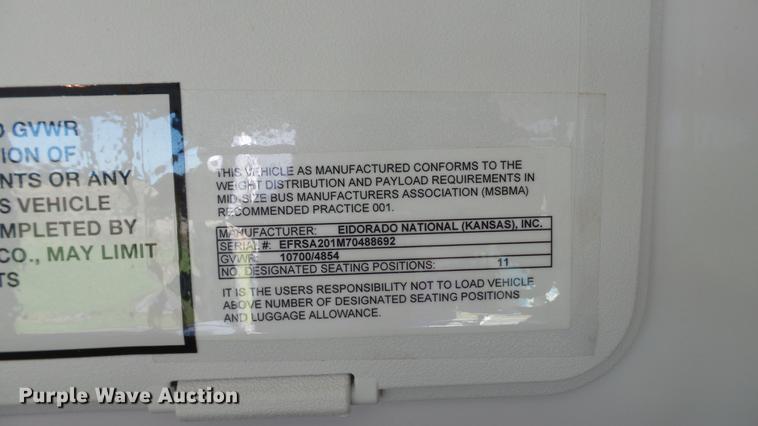 GVWR
ION OF
NTS OR ANY
S VEHICLE
OMPLETED BY
CO., MAY LIMIT
TS
THIS VEHICLE AS MANUFACTURED CONFORMS TO THE
WEIGHT DISTRIBUTION AND PAYLOAD REQUIREMENTS IN
MID-SIZE BUS MANUFACTURERS ASSOCIATION (MSBMA)
RECOMMENDED PRACTICE 001.
MANUFACTURER: ElDORADO NATIONAL (KANSAS), INC.
SERIAL #: EFRSA201M70488692
GVWR: 10700/4854
NO. DESIGNATED SEATING POSITIONS: 11
IT IS THE USERS RESPONSIBILITY NOT TO LOAD VEHICLE
ABOVE NUMBER OF DESIGNATED SEATING POSITIONS
AND LUGGAGE ALLOWANCE.
Purple Wave Auction